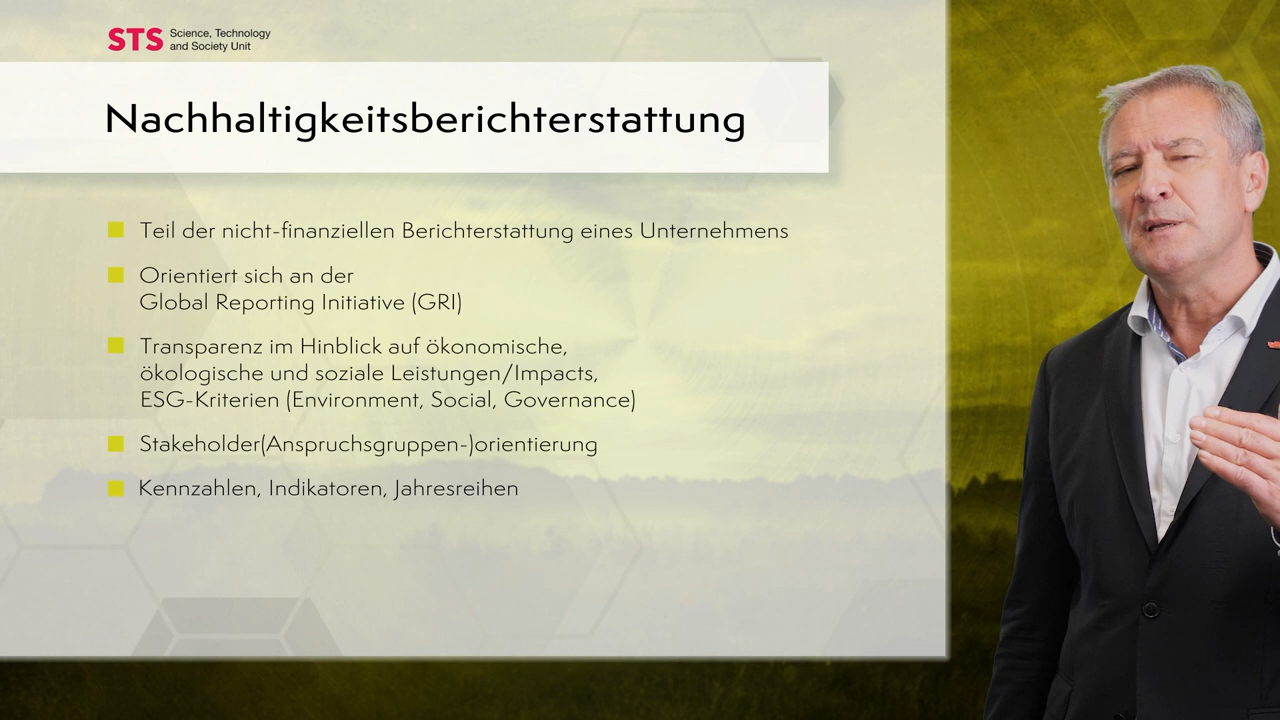 STS Science, Technology
and Society Unit
Nachhaltigkeitsberichterstattung
Teil der nicht-finanziellen Berichterstattung eines Unternehmens
Orientiert sich an der
Global Reporting Initiative (GRI)
Transparenz im Hinblick auf ökonomische,
ökologische und soziale Leistungen/Impacts,
ESG-Kriterien (Environment, Social, Governance)
Stakeholder(Anspruchsgruppen-)orientierung
Kennzahlen, Indikatoren, Jahresreihen